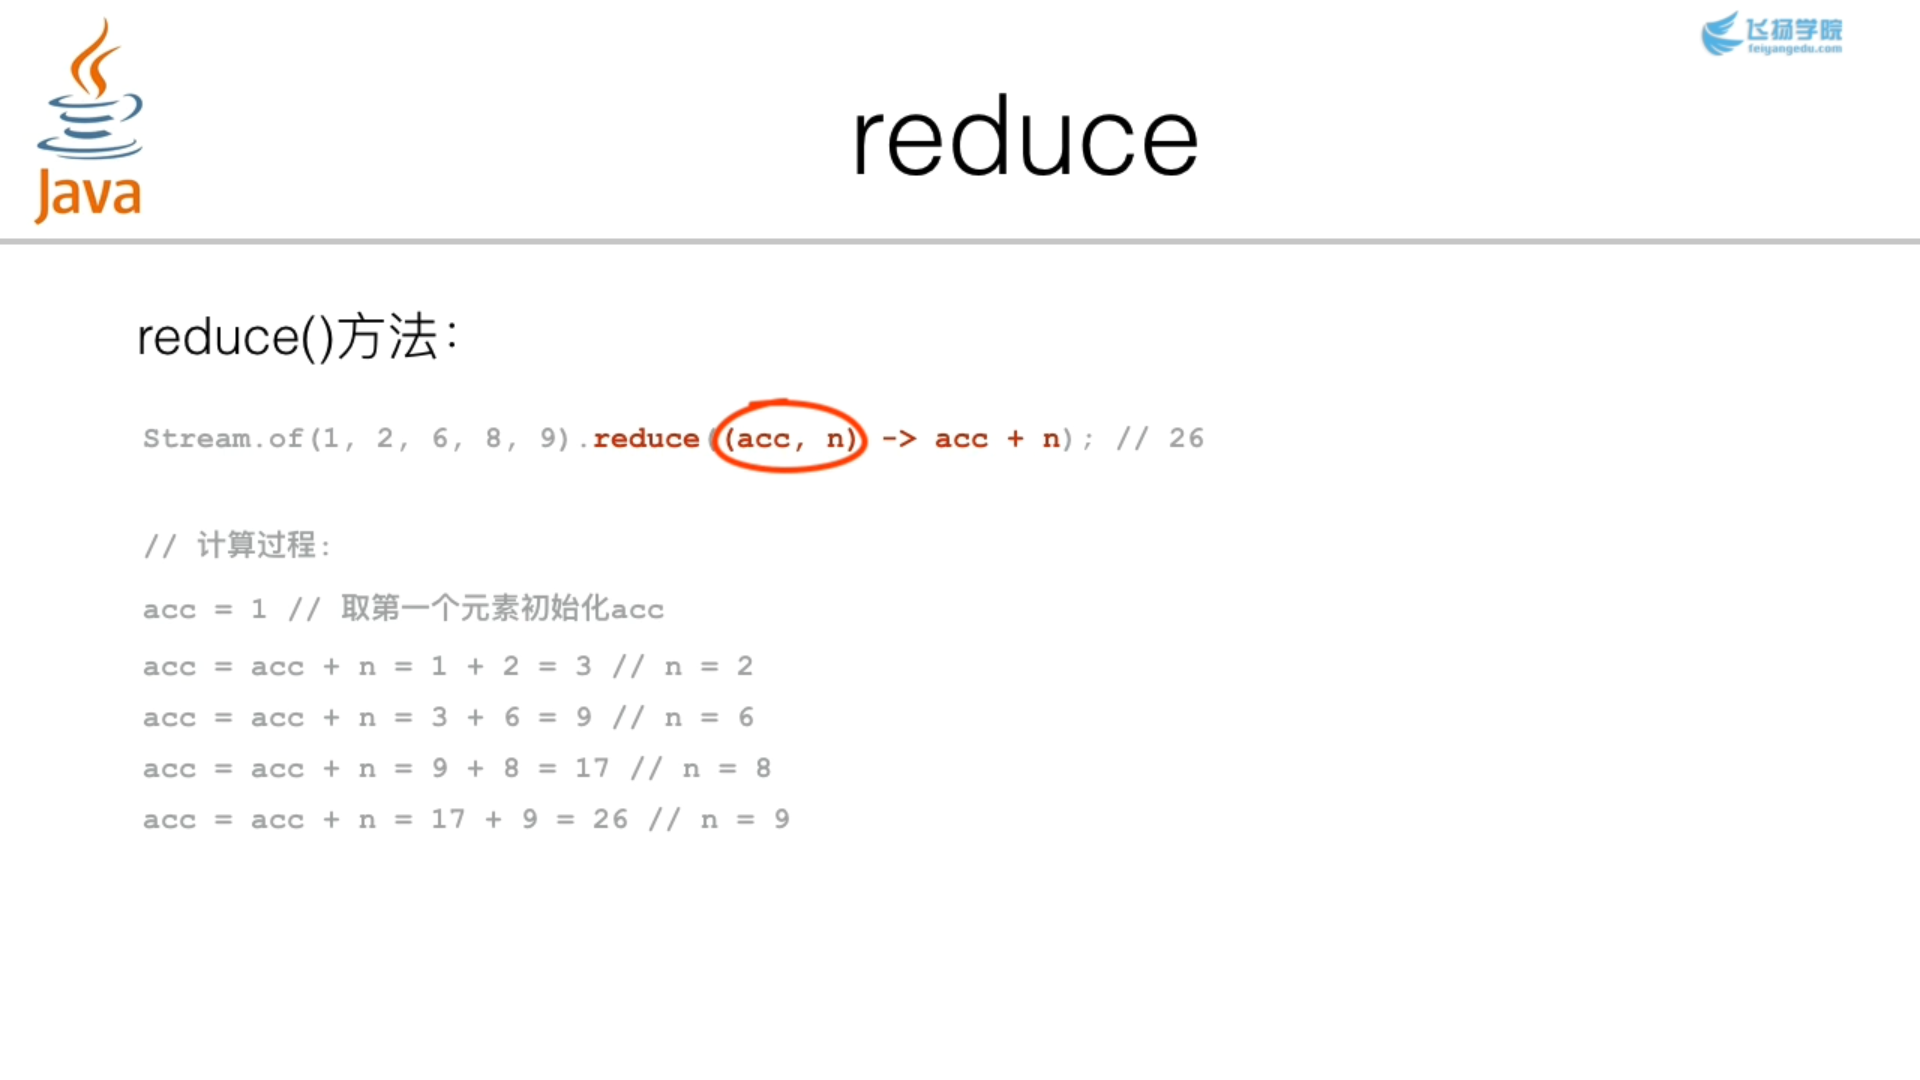 飞扬学院
feiyangedu.com
Java
reduce
reduce()方法：
Stream.of(1, 2, 6, 8, 9).reduce((acc, n) -> acc + n); // 26
// 计算过程:
acc = 1 // 取第一个元素初始化acc
acc = acc + n = 1 + 2 = 3 // n = 2
acc = acc + n = 3 + 6 = 9 // n = 6
acc = acc + n = 9 + 8 = 17 // n = 8
acc = acc + n = 17 + 9 = 26 // n = 9